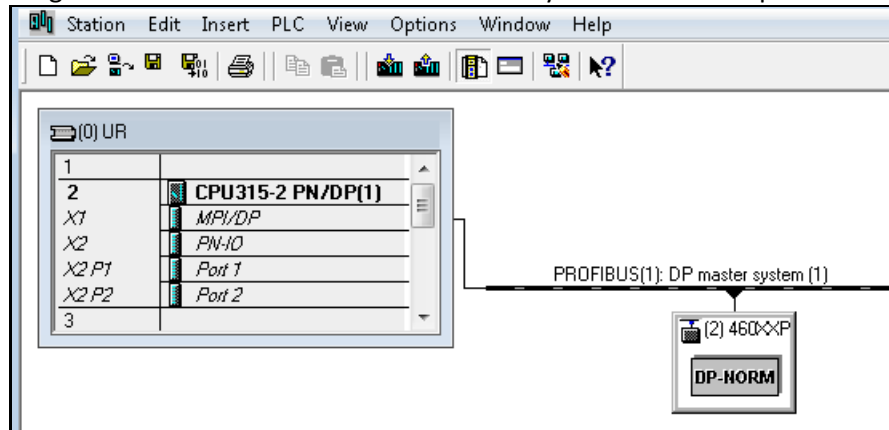 Station Edit Insert PLC View Options Window Help
(0) UR
1
2 CPU315-2 PN/DP(1)
X1 MPI/DP
X2 PN-IO
X2 P1 Port 1
X2 P2 Port 2
3
PROFIBUS(1): DP master system (1)
(2) 460XXP
DP-NORM